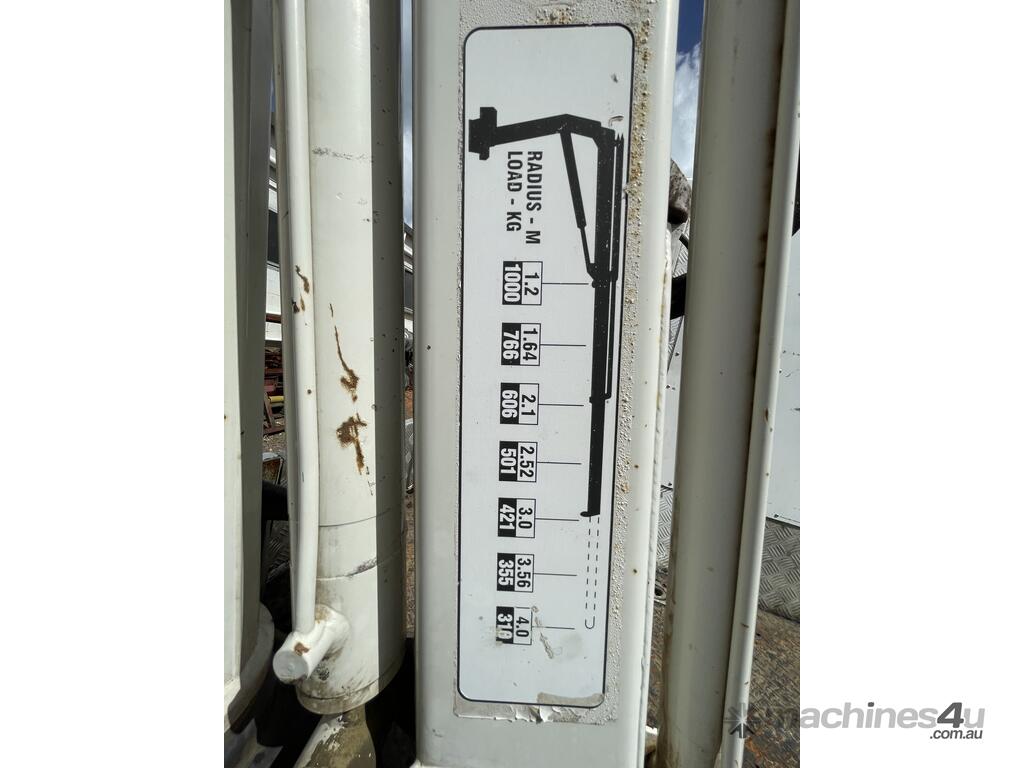 RADIUS - M 1.2 1.64 2.1 2.52 3.0 3.56 4.0
LOAD - KG 1000 766 606 501 421 355 310
machines4u
.com.au